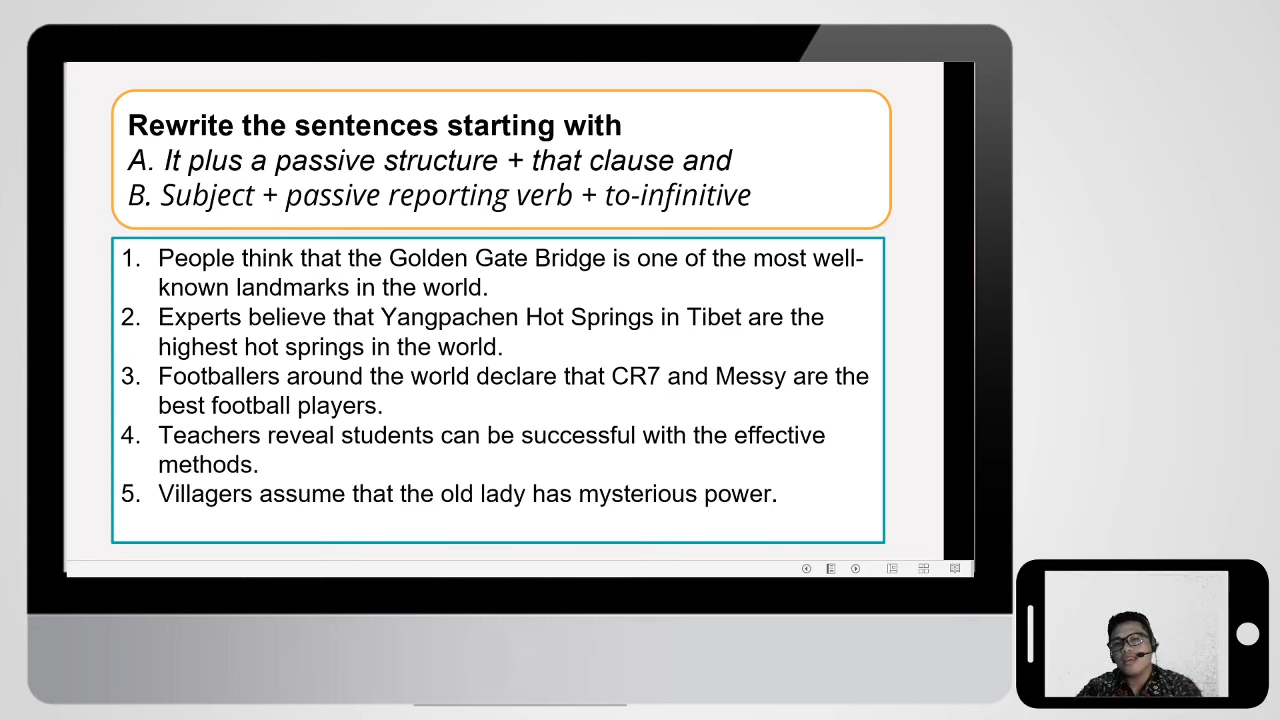 Rewrite the sentences starting with
A. It plus a passive structure + that clause and
B. Subject + passive reporting verb + to-infinitive
1. People think that the Golden Gate Bridge is one of the most well-
known landmarks in the world.
2. Experts believe that Yangpachen Hot Springs in Tibet are the
highest hot springs in the world.
3. Footballers around the world declare that CR7 and Messy are the
best football players.
4. Teachers reveal students can be successful with the effective
methods.
5. Villagers assume that the old lady has mysterious power.